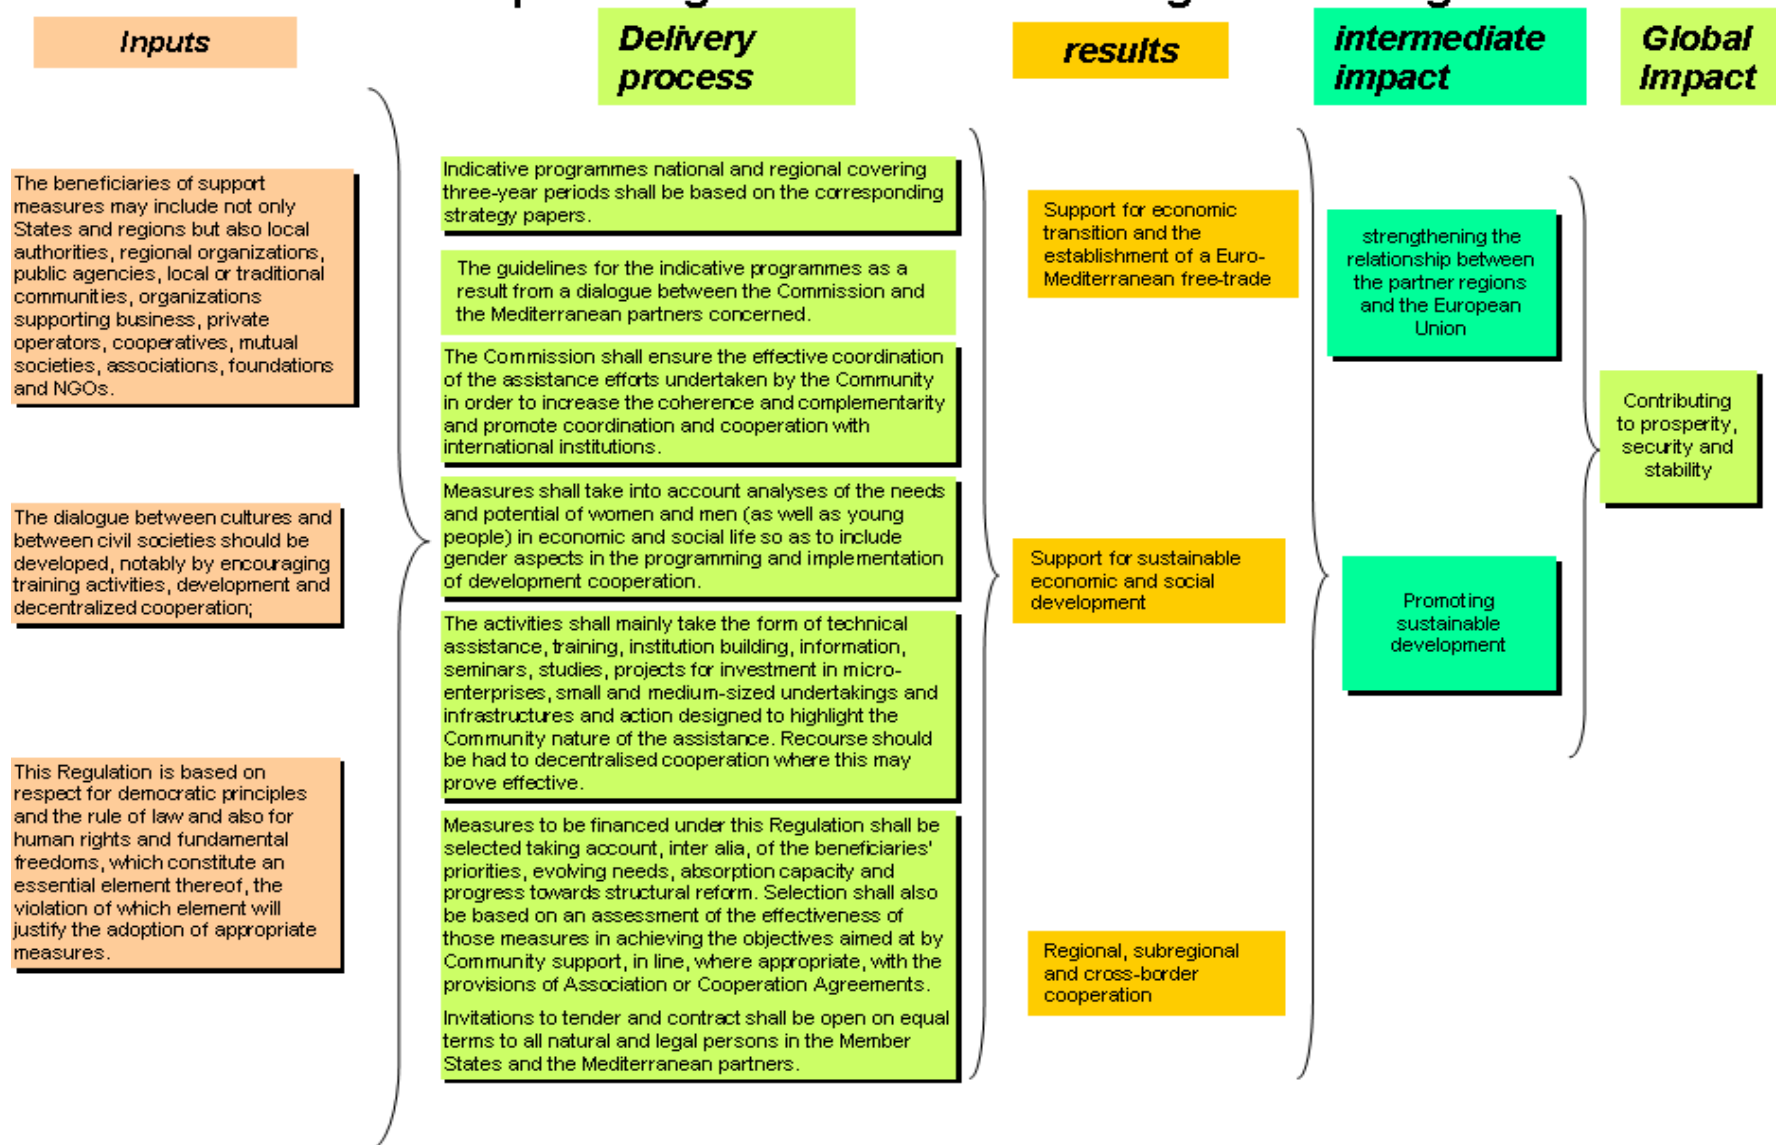 Inputs
Delivery
process
results
intermediate
impact
Global
Impact
The beneficiaries of support
measures may include not only
States and regions but also local
authorities, regional organizations,
public agencies, local or traditional
communities, organizations
supporting business, private
operators, cooperatives, mutual
societies, associations, foundations
and NGOs.
The dialogue between cultures and
between civil societies should be
developed, notably by encouraging
training activities, development and
decentralized cooperation;
This Regulation is based on
respect for democratic principles
and the rule of law and also for
human rights and fundamental
freedoms, which constitute an
essential element thereof, the
violation of which element will
justify the adoption of appropriate
measures.
Indicative programmes national and regional covering
three-year periods shall be based on the corresponding
strategy papers.
The guidelines for the indicative programmes as a
result from a dialogue between the Commission and
the Mediterranean partners concerned.
The Commission shall ensure the effective coordination
of the assistance efforts undertaken by the Community
in order to increase the coherence and complementarity
and promote coordination and cooperation with
international institutions.
Measures shall take into account analyses of the needs
and potential of women and men (as well as young
people) in economic and social life so as to include
gender aspects in the programming and implementation
of development cooperation.
The activities shall mainly take the form of technical
assistance, training, institution building, information,
seminars, studies, projects for investment in micro-
enterprises, small and medium-sized undertakings and
infrastructures and action designed to highlight the
Community nature of the assistance. Recourse should
be had to decentralised cooperation where this may
prove effective.
Measures to be financed under this Regulation shall be
selected taking account, inter alia, of the beneficiaries'
priorities, evolving needs, absorption capacity and
progress towards structural reform. Selection shall also
be based on an assessment of the effectiveness of
those measures in achieving the objectives aimed at by
Community support, in line, where appropriate, with the
provisions of Association or Cooperation Agreements.
Invitations to tender and contract shall be open on equal
terms to all natural and legal persons in the Member
States and the Mediterranean partners.
Support for economic
transition and the
establishment of a Euro-
Mediterranean free-trade
Support for sustainable
economic and social
development
Regional, subregional
and cross-border
cooperation
strengthening the
relationship between
the partner regions
and the European
Union
Promoting
sustainable
development
Contributing
to prosperity,
security and
stability